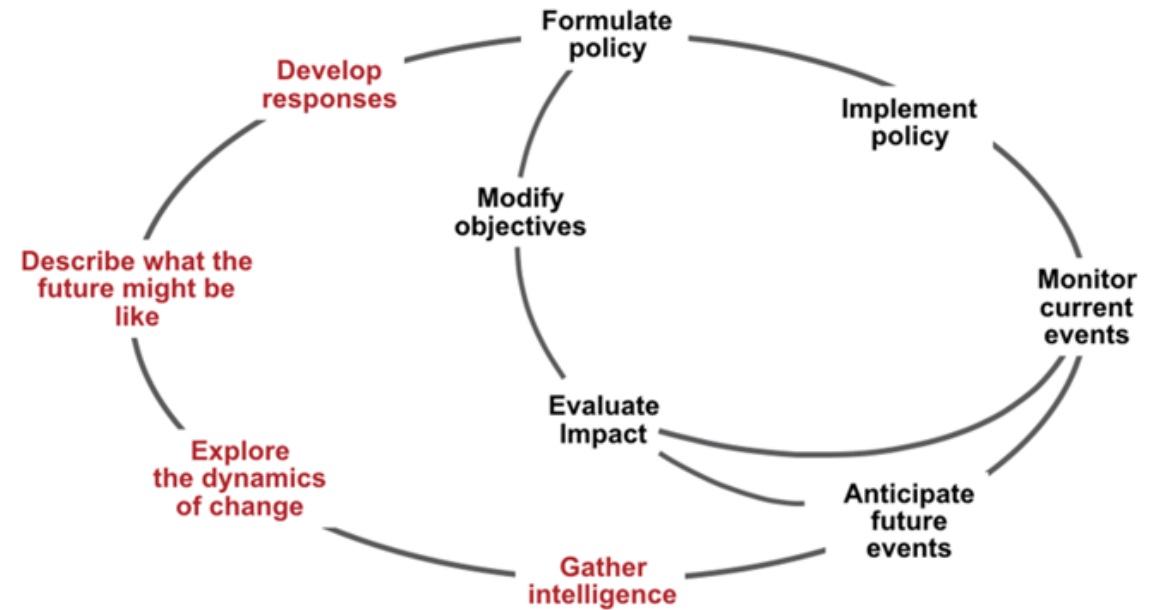 Formulate
policy
Develop
responses
Implement
policy
Modify
objectives
Describe what the
future might be
like
Monitor
current
events
Evaluate
Impact
Explore
the dynamics
of change
Anticipate
future
events
Gather
intelligence